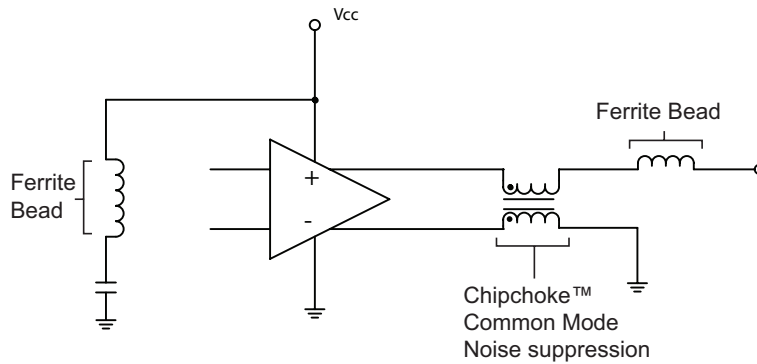 Vcc
Ferrite Bead
Ferrite
Bead
+
-
Chipchoke™
Common Mode
Noise suppression